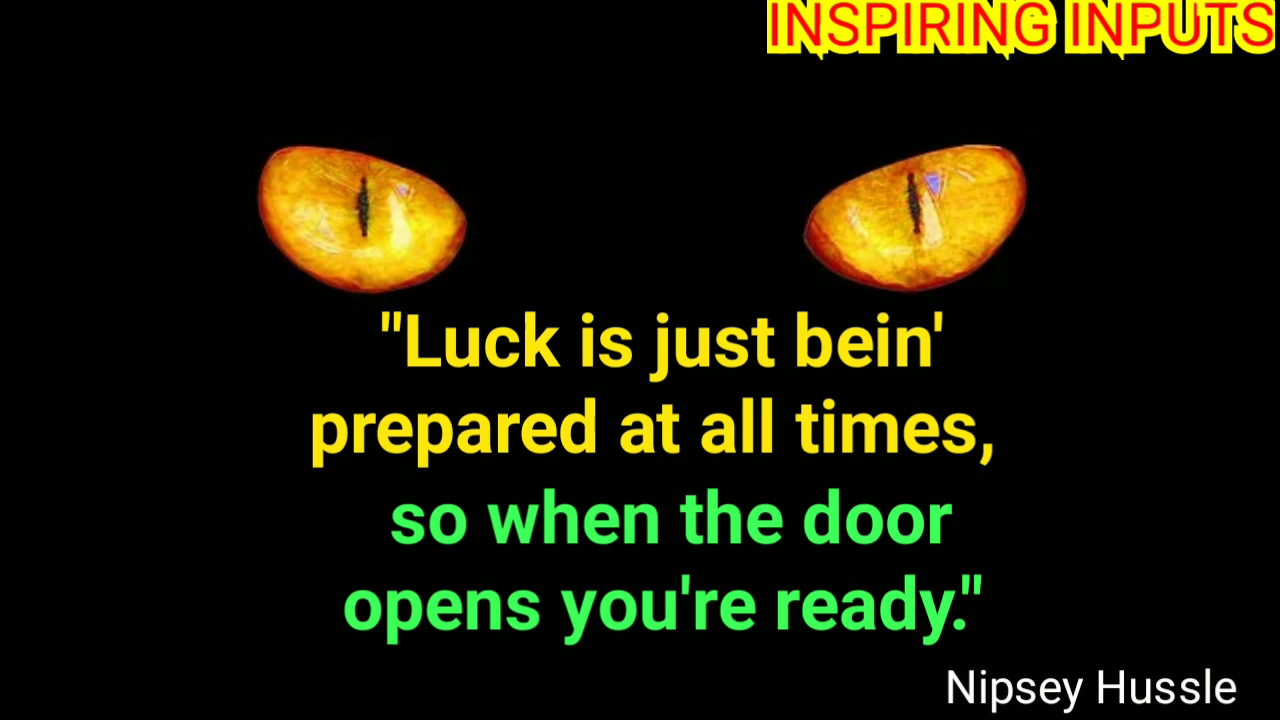 INSPIRING INPUTS
"Luck is just bein'
prepared at all times,
so when the door
opens you're ready."
Nipsey Hussle